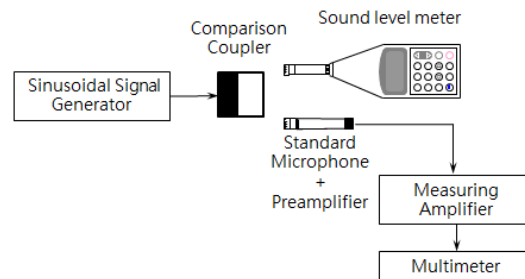 Comparison
Coupler
Sound level meter
Sinusoidal Signal
Generator
Standard
Microphone
+
Preamplifier
Measuring
Amplifier
Multimeter